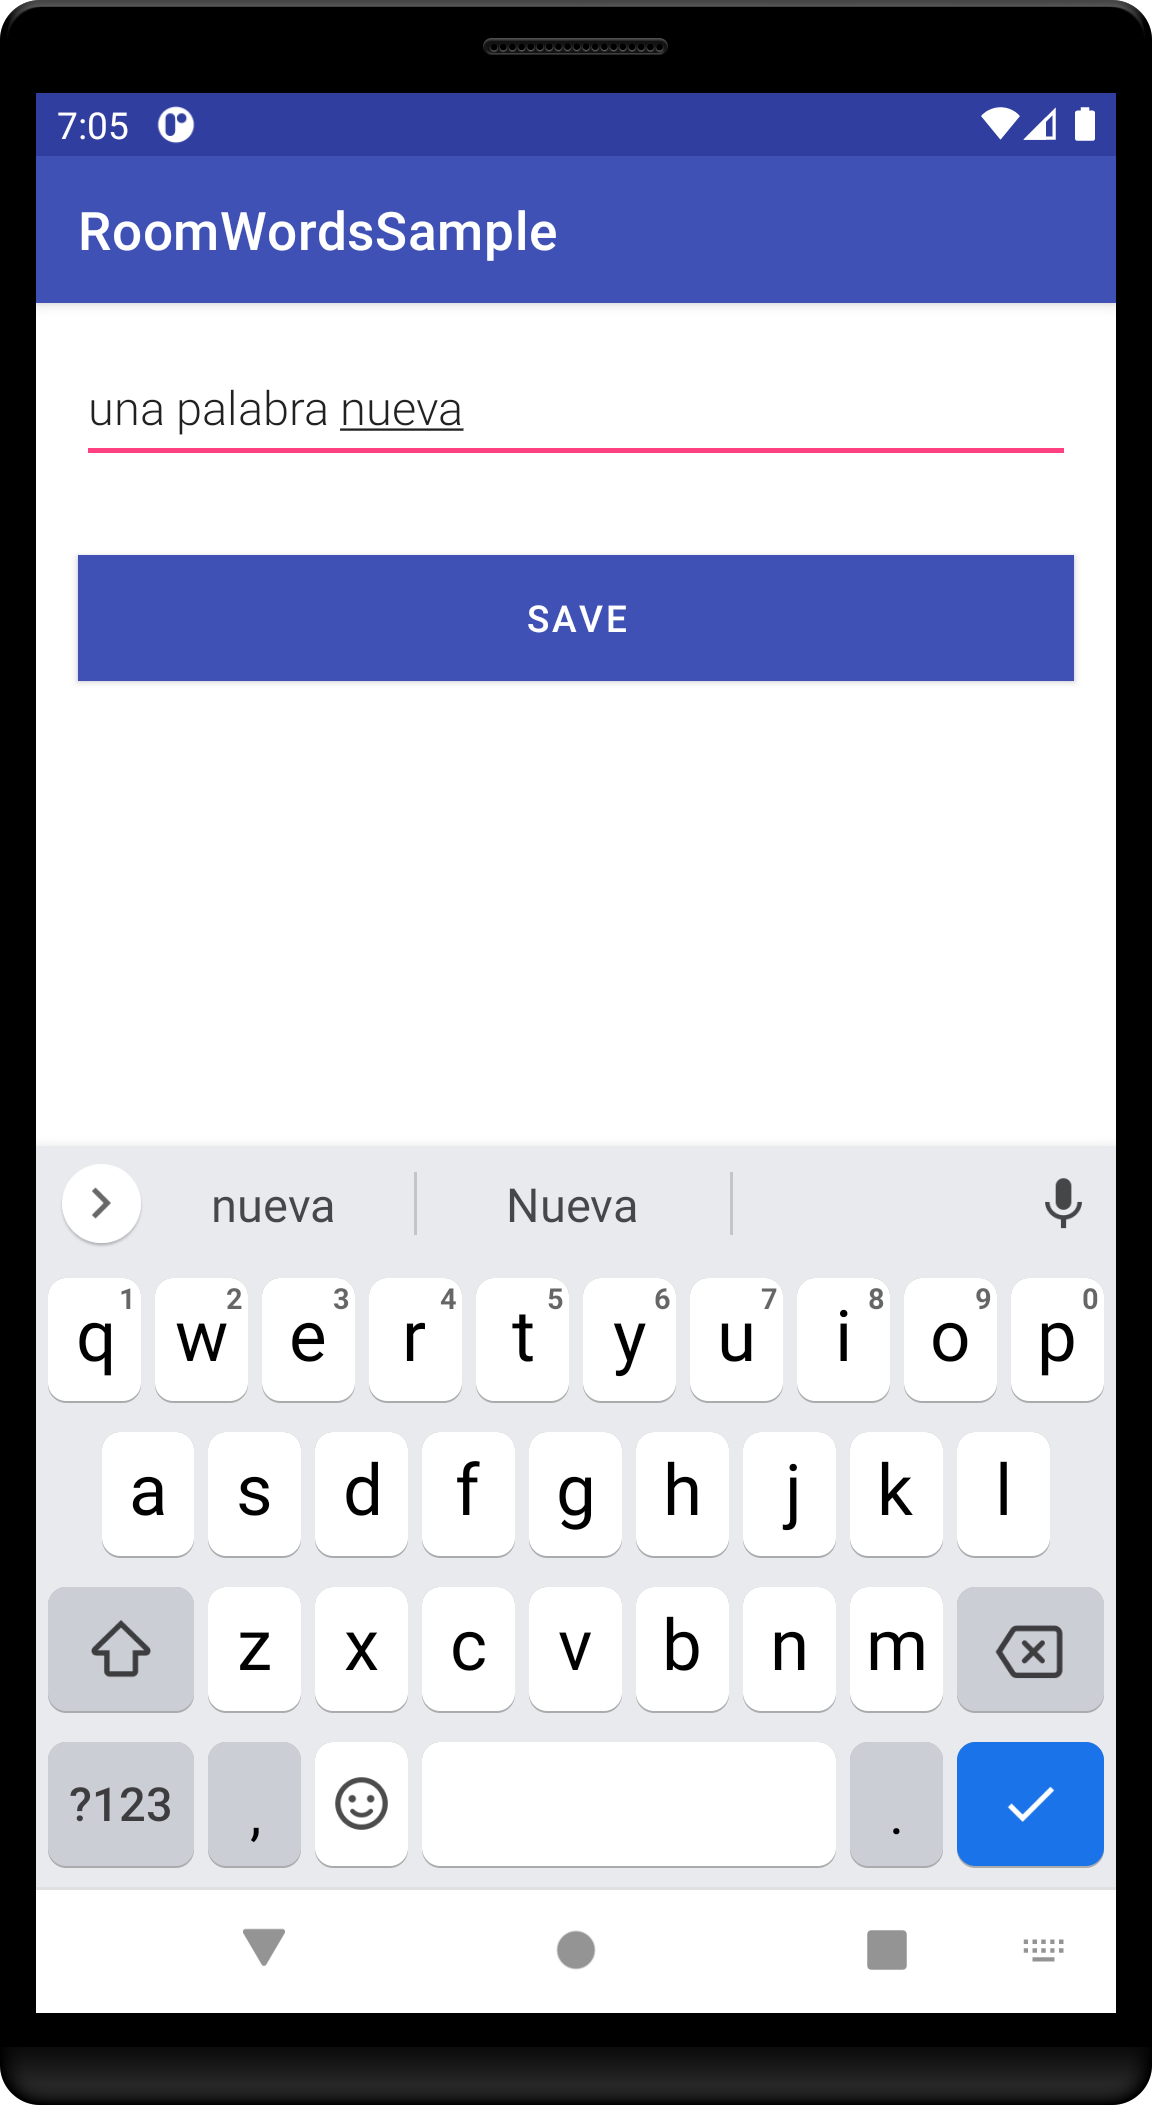 7:05
RoomWordsSample
una palabra nueva
SAVE
nueva Nueva
1 2 3 4 5 6 7 8 9 0
q w e r t y u i o p
a s d f g h j k l
z x c v b n m
?123 , .